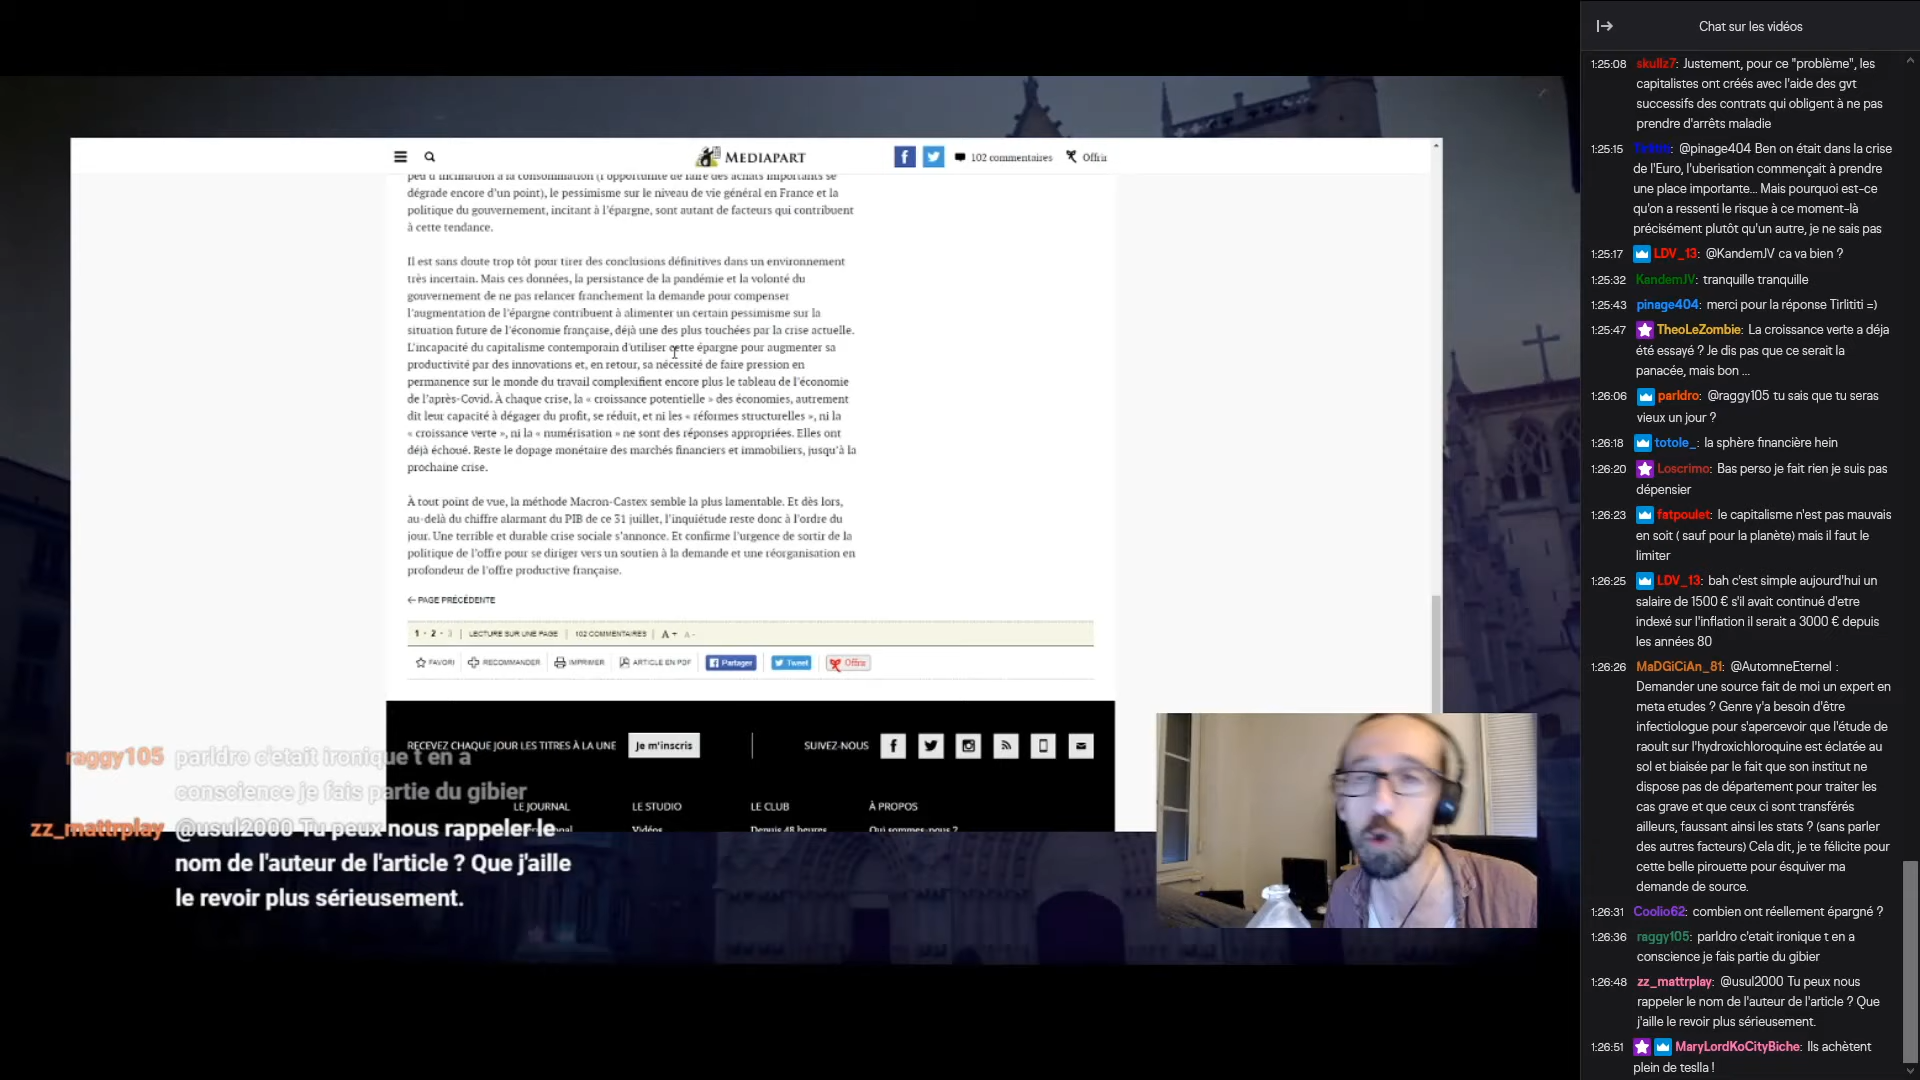 Chat sur les vidéos
MEDIAPART
102 commentaires
Offrir
peu d'inclination à la consommation (l'opportunité de faire des achats importants se
dégrade encore d'un point), le pessimisme sur le niveau de vie général en France et la
politique du gouvernement, incitant à l'épargne, sont autant de facteurs qui contribuent
à cette tendance.
Il est sans doute trop tôt pour tirer des conclusions définitives dans un environnement
très incertain. Mais ces données, la persistance de la pandémie et la volonté du
gouvernement de ne pas relancer franchement la demande pour compenser
l'augmentation de l'épargne contribuent à alimenter un certain pessimisme sur la
situation future de l'économie française, déjà une des plus touchées par la crise actuelle.
L'incapacité du capitalisme contemporain d'utiliser cette épargne pour augmenter sa
productivité par des innovations et, en retour, sa nécessité de faire pression en
permanence sur le monde du travail complexifient encore plus le tableau de l'économie
de l'après-Covid. À chaque crise, la « croissance potentielle » des économies, autrement
dit leur capacité à dégager du profit, se réduit, et ni les « réformes structurelles », ni la
« croissance verte », ni la « numérisation » ne sont des réponses appropriées. Elles ont
déjà échoué. Reste le dopage monétaire des marchés financiers et immobiliers, jusqu'à la
prochaine crise.
À tout point de vue, la méthode Macron-Castex semble la plus lamentable. Et dès lors,
au-delà du chiffre alarmant du PIB de ce 31 juillet, l'inquiétude reste donc à l'ordre du
jour. Une terrible et durable crise sociale s'annonce. Et confirme l'urgence de sortir de la
politique de l'offre pour se diriger vers un soutien à la demande et une réorganisation en
profondeur de l'offre productive française.
← PAGE PRÉCÉDENTE
1 · 2 · 3 | LECTURE SUR UNE PAGE | 102 COMMENTAIRES | A + A -
FAVORI RECOMMANDER IMPRIMER ARTICLE EN PDF Partager Tweet Offrir
RECEVEZ CHAQUE JOUR LES TITRES À LA UNE Je m'inscris SUIVEZ-NOUS
LE JOURNAL LE STUDIO LE CLUB À PROPOS
Vidéos Depuis 48 heures Qui sommes-nous ?
raggy105 parldro c'etait ironique t en a
conscience je fais partie du gibier
zz_mattrplay @usul2000 Tu peux nous rappeler le
nom de l'auteur de l'article ? Que j'aille
le revoir plus sérieusement.
1:25:08 skullz7: Justement, pour ce "problème", les
capitalistes ont créés avec l'aide des gvt
successifs des contrats qui obligent à ne pas
prendre d'arrêts maladie
1:25:15 Tirlititi: @pinage404 Ben on était dans la crise
de l'Euro, l'uberisation commençait à prendre
une place importante... Mais pourquoi est-ce
qu'on a ressenti le risque à ce moment-là
précisément plutôt qu'un autre, je ne sais pas
1:25:17 LDV_13: @KandemJV ca va bien ?
1:25:32 KandemJV: tranquille tranquille
1:25:43 pinage404: merci pour la réponse Tirlititi =)
1:25:47 TheoLeZombie: La croissance verte a déja
été essayé ? Je dis pas que ce serait la
panacée, mais bon ...
1:26:06 parldro: @raggy105 tu sais que tu seras
vieux un jour ?
1:26:18 totole_: la sphère financière hein
1:26:20 Loscrimo: Bas perso je fait rien je suis pas
dépensier
1:26:23 fatpoulet: le capitalisme n'est pas mauvais
en soit ( sauf pour la planète) mais il faut le
limiter
1:26:25 LDV_13: bah c'est simple aujourd'hui un
salaire de 1500 € s'il avait continué d'etre
indexé sur l'inflation il serait a 3000 € depuis
les années 80
1:26:26 MaDGiCiAn_81: @AutomneEternel :
Demander une source fait de moi un expert en
meta etudes ? Genre y'a besoin d'être
infectiologue pour s'apercevoir que l'étude de
raoult sur l'hydroxichloroquine est éclatée au
sol et biaisée par le fait que son institut ne
dispose pas de département pour traiter les
cas grave et que ceux ci sont transférés
ailleurs, faussant ainsi les stats ? (sans parler
des autres facteurs) Cela dit, je te félicite pour
cette belle pirouette pour ésquiver ma
demande de source.
1:26:31 Coolio62: combien ont réellement épargné ?
1:26:36 raggy105: parldro c'etait ironique t en a
conscience je fais partie du gibier
1:26:48 zz_mattrplay: @usul2000 Tu peux nous
rappeler le nom de l'auteur de l'article ? Que
j'aille le revoir plus sérieusement.
1:26:51 MaryLordKoCityBiche: Ils achètent
plein de teslla !